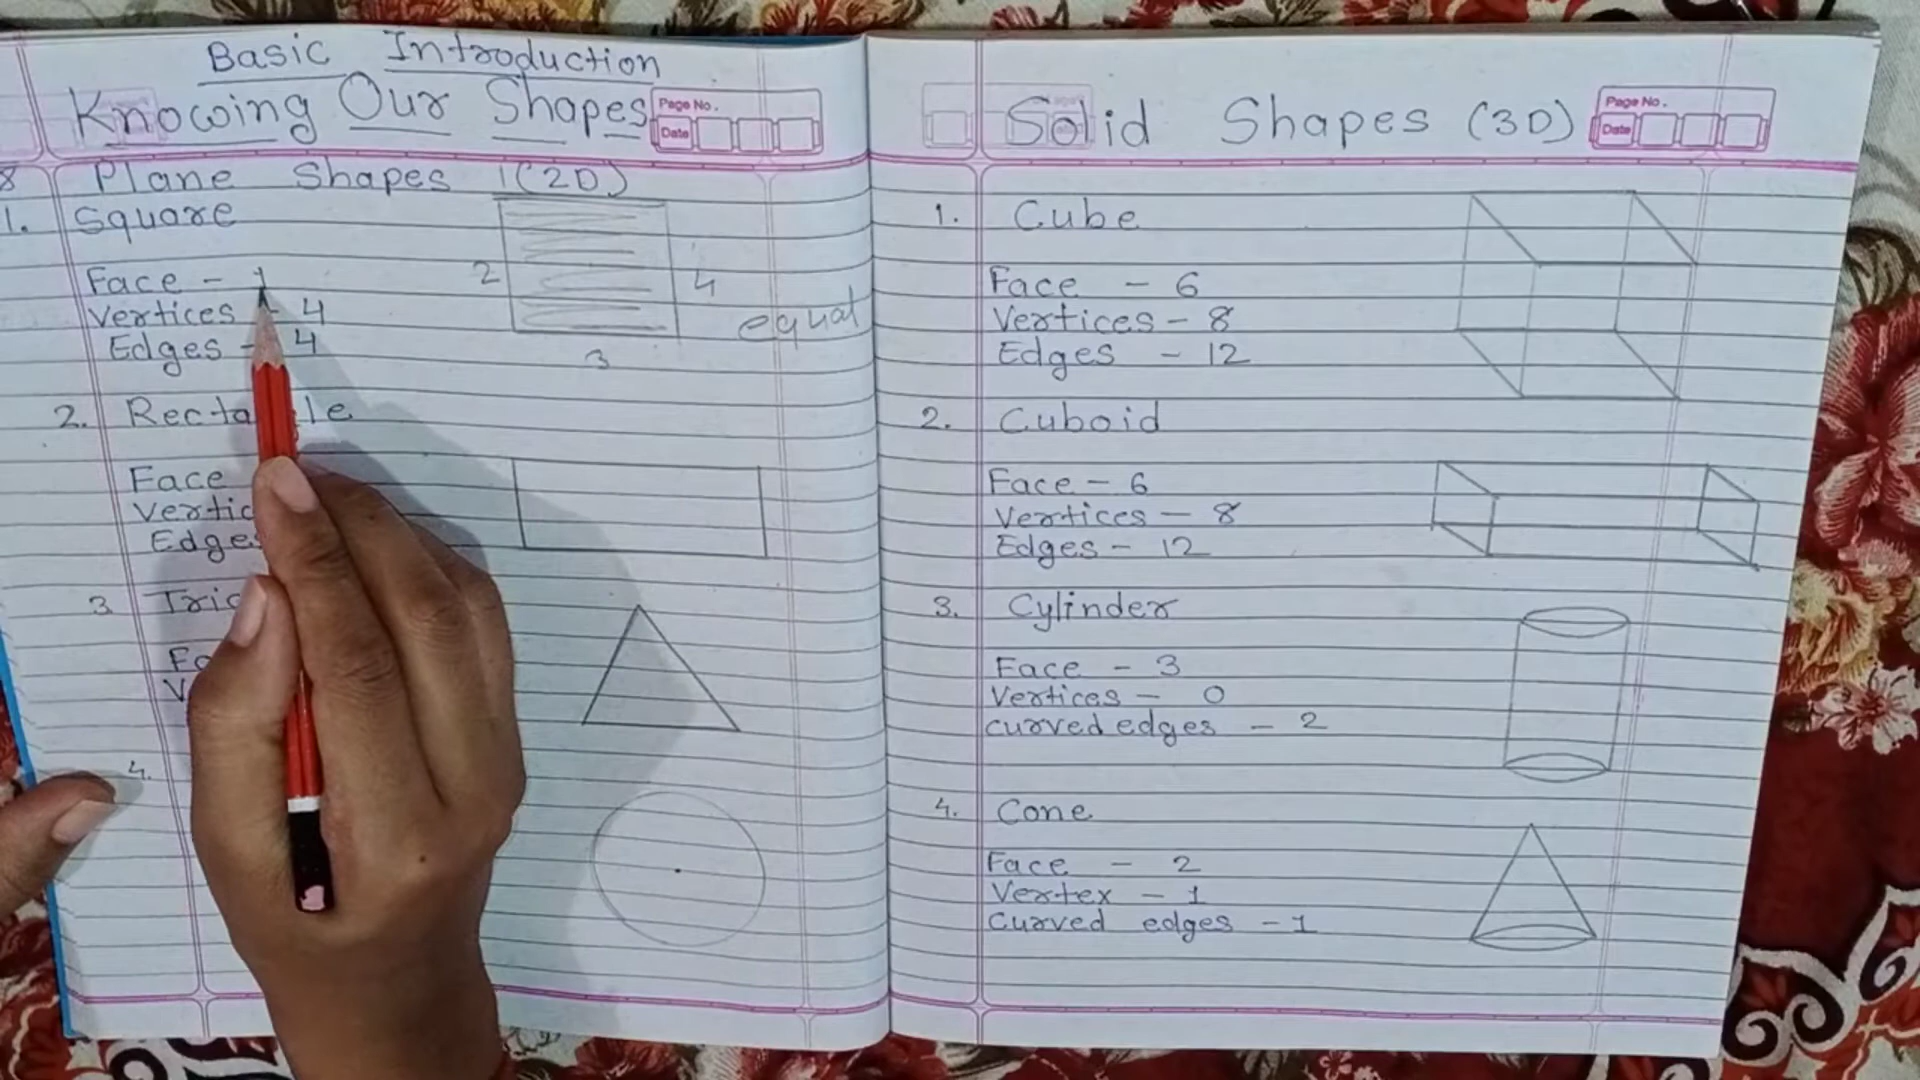 Basic Introduction
Knowing Our Shapes
Page No.
Date
Plane Shapes (2D)
1. Square
Face - 1
Vertices - 4
Edges - 4
2
4
3
equal
2.
Face
Edges
3.
4.
Solid Shapes (3D)
Page No.
Date
1. Cube
Face - 6
Vertices - 8
Edges - 12
2. Cuboid
Face - 6
Vertices - 8
Edges - 12
3. Cylinder
Face - 3
Vertices - 0
curved edges - 2
4. Cone
Face - 2
Vertex - 1
Curved edges - 1